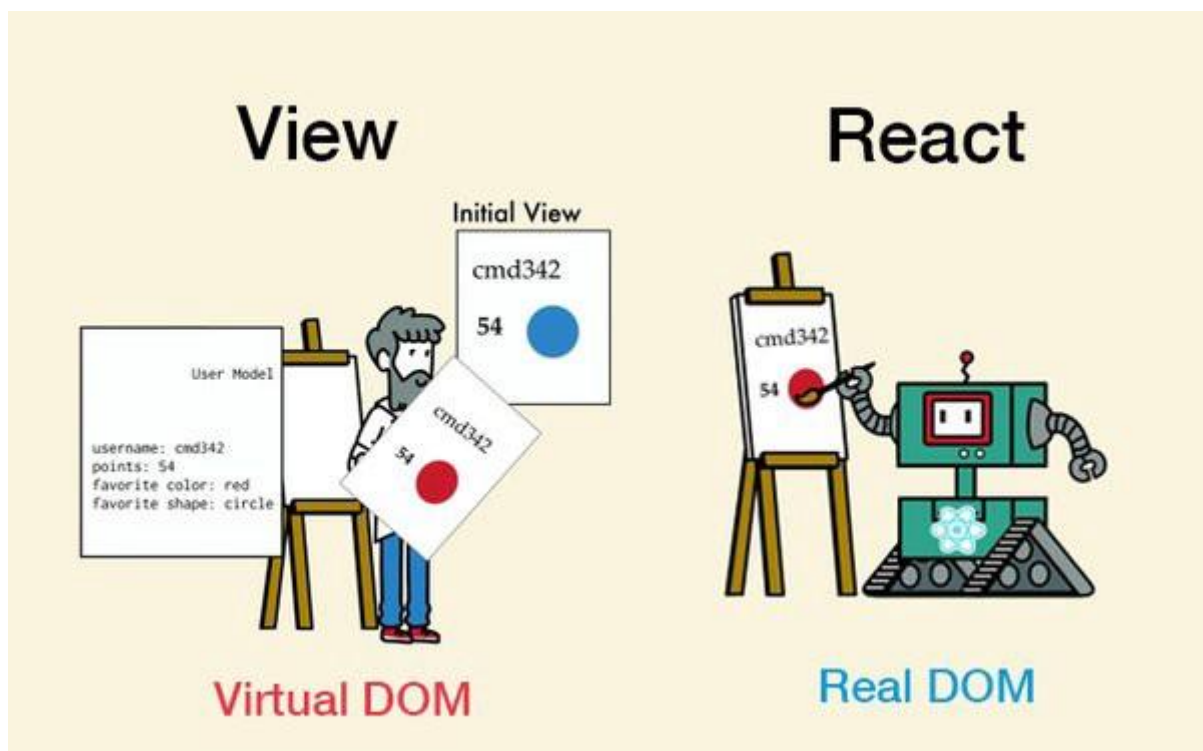 View
React
Initial View
cmd342
54
User Model
username: cmd342
points: 54
favorite color: red
favorite shape: circle
cmd342
54
cmd342
54
Virtual DOM
Real DOM